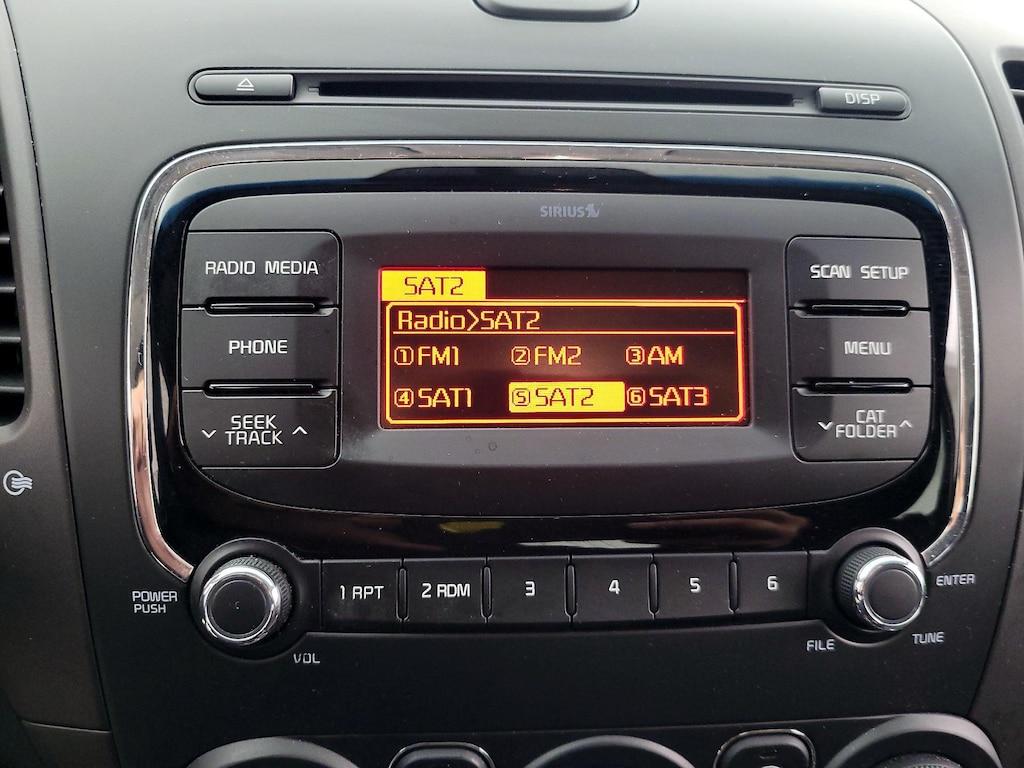 DISP
SIRIUS
RADIO MEDIA
PHONE
SEEK
TRACK
SAT2
Radio>SAT2
①FM1 ②FM2 ③AM
④SAT1 ⑤SAT2 ⑥SAT3
SCAN SETUP
MENU
CAT
FOLDER
POWER
PUSH
VOL
1 RPT 2 RDM 3 4 5 6
ENTER
FILE
TUNE